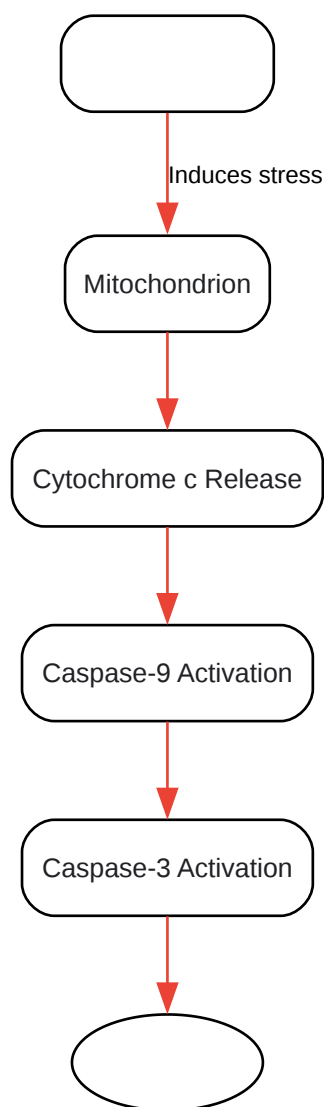 Induces stress
Mitochondrion
Cytochrome c Release
Caspase-9 Activation
Caspase-3 Activation